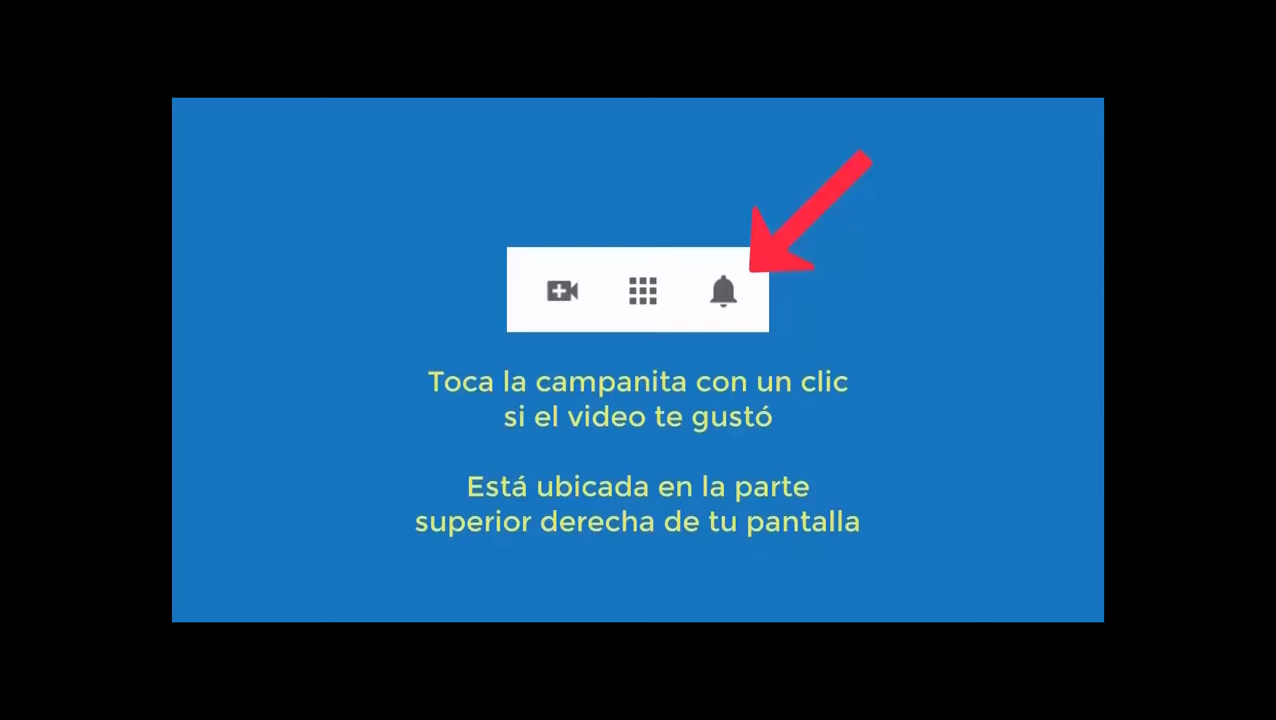 Toca la campanita con un clic
si el video te gustó
Está ubicada en la parte
superior derecha de tu pantalla